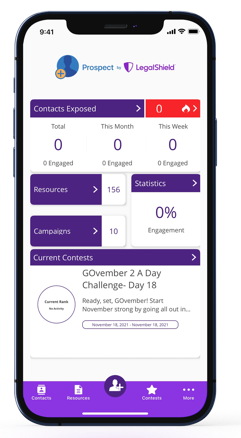 9:41
Prospect by LegalShield
Contacts Exposed
0
Total
This Month
This Week
0
0
0
0 Engaged
0 Engaged
0 Engaged
Resources
156
Statistics
0%
Engagement
Campaigns
10
Current Contests
GOvember 2 A Day
Challenge- Day 18
Current Rank
No Activity
Ready, set, GOvember! Start
November strong by going all out in...
November 18, 2021 - November 18, 2021
Contacts
Resources
Contests
More